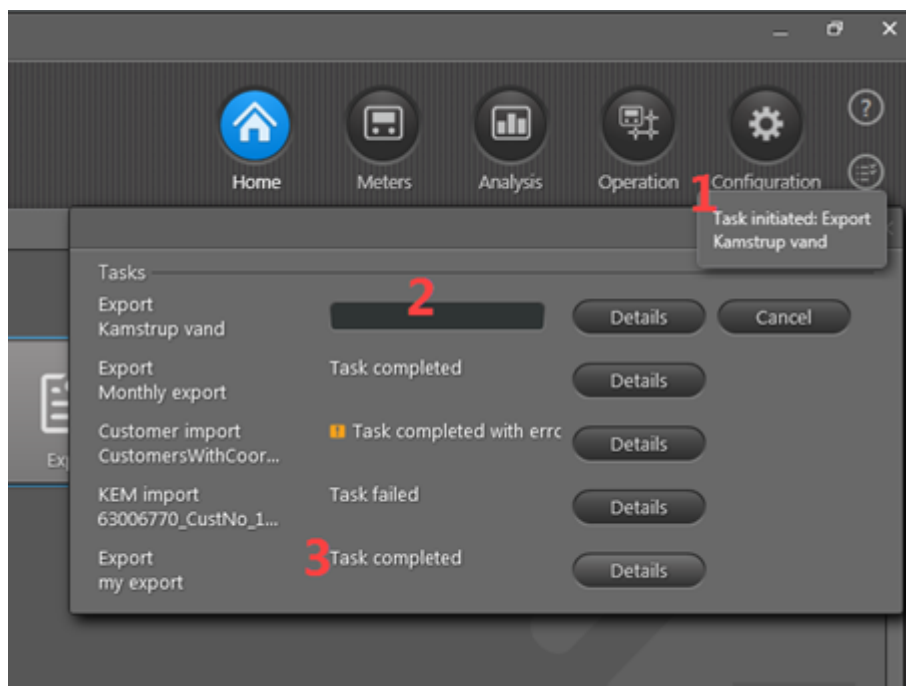 Home Meters Analysis Operation Configuration
1
Task initiated: Export
Kamstrup vand
Tasks
Export
Kamstrup vand
2
Details Cancel
Export
Monthly export
Task completed
Details
Customer import
CustomersWithCoor...
Task completed with errc
Details
KEM import
63006770_CustNo_1...
Task failed
Details
Export
my export
3
Task completed
Details